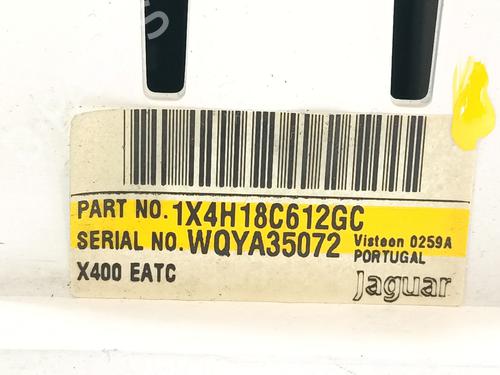 PART NO. 1X4H18C612GC
SERIAL NO. WQYA35072 Visteon 0259A
PORTUGAL
X400 EATC
Jaguar